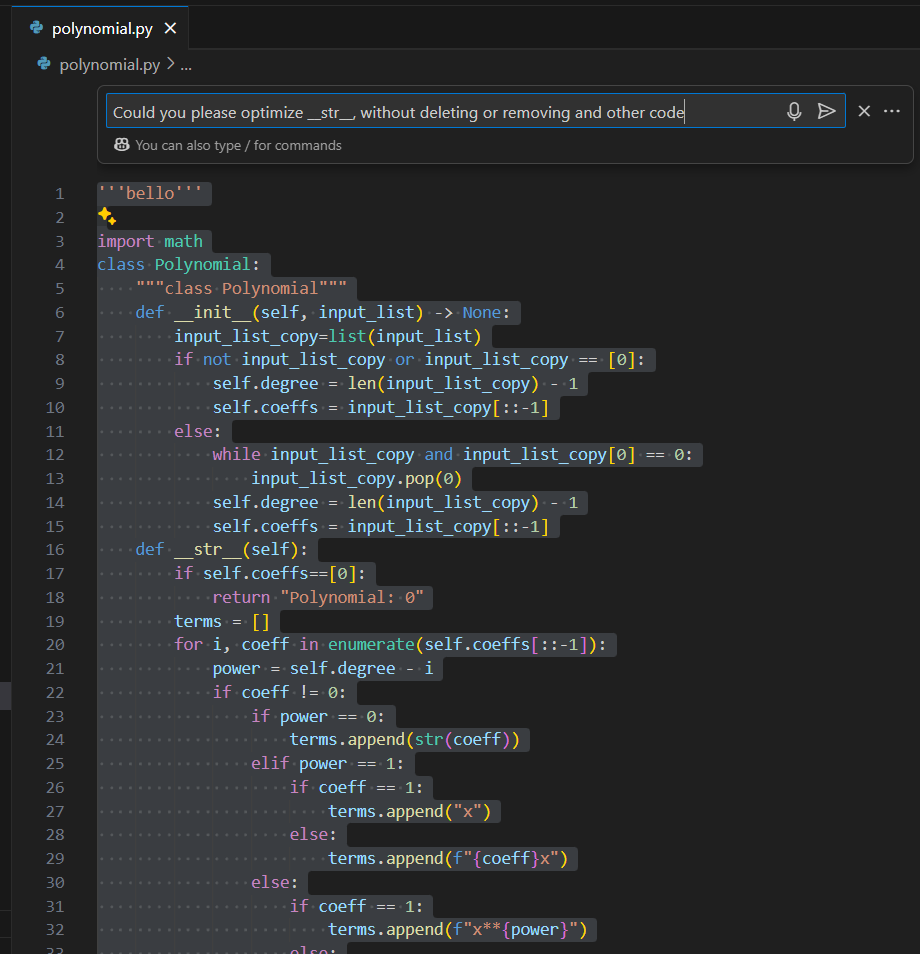 polynomial.py
polynomial.py > ...
Could you please optimize __str__, without deleting or removing and other code
You can also type / for commands
1 '''bello'''
2
3 import math
4 class Polynomial:
5     """class Polynomial"""
6     def __init__(self, input_list) -> None:
7         input_list_copy=list(input_list)
8         if not input_list_copy or input_list_copy == [0]:
9             self.degree = len(input_list_copy) - 1
10             self.coeffs = input_list_copy[::-1]
11         else:
12             while input_list_copy and input_list_copy[0] == 0:
13                 input_list_copy.pop(0)
14             self.degree = len(input_list_copy) - 1
15             self.coeffs = input_list_copy[::-1]
16     def __str__(self):
17         if self.coeffs==[0]:
18             return "Polynomial: 0"
19         terms = []
20         for i, coeff in enumerate(self.coeffs[::-1]):
21             power = self.degree - i
22             if coeff != 0:
23                 if power == 0:
24                     terms.append(str(coeff))
25                 elif power == 1:
26                     if coeff == 1:
27                         terms.append("x")
28                     else:
29                         terms.append(f"{coeff}x")
30                 else:
31                     if coeff == 1:
32                         terms.append(f"x**{power}")
33                     else: